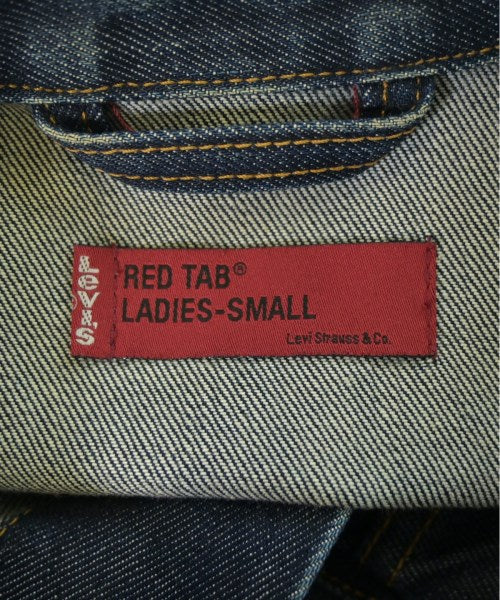 LEVI'S
RED TAB®
LADIES-SMALL
Levi Strauss & Co.